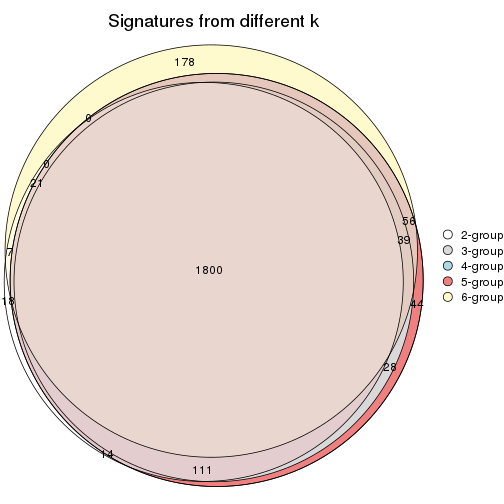 Signatures from different k
178
0
0
21
56
39
7
1800
18
44
28
14
111
2-group
3-group
4-group
5-group
6-group